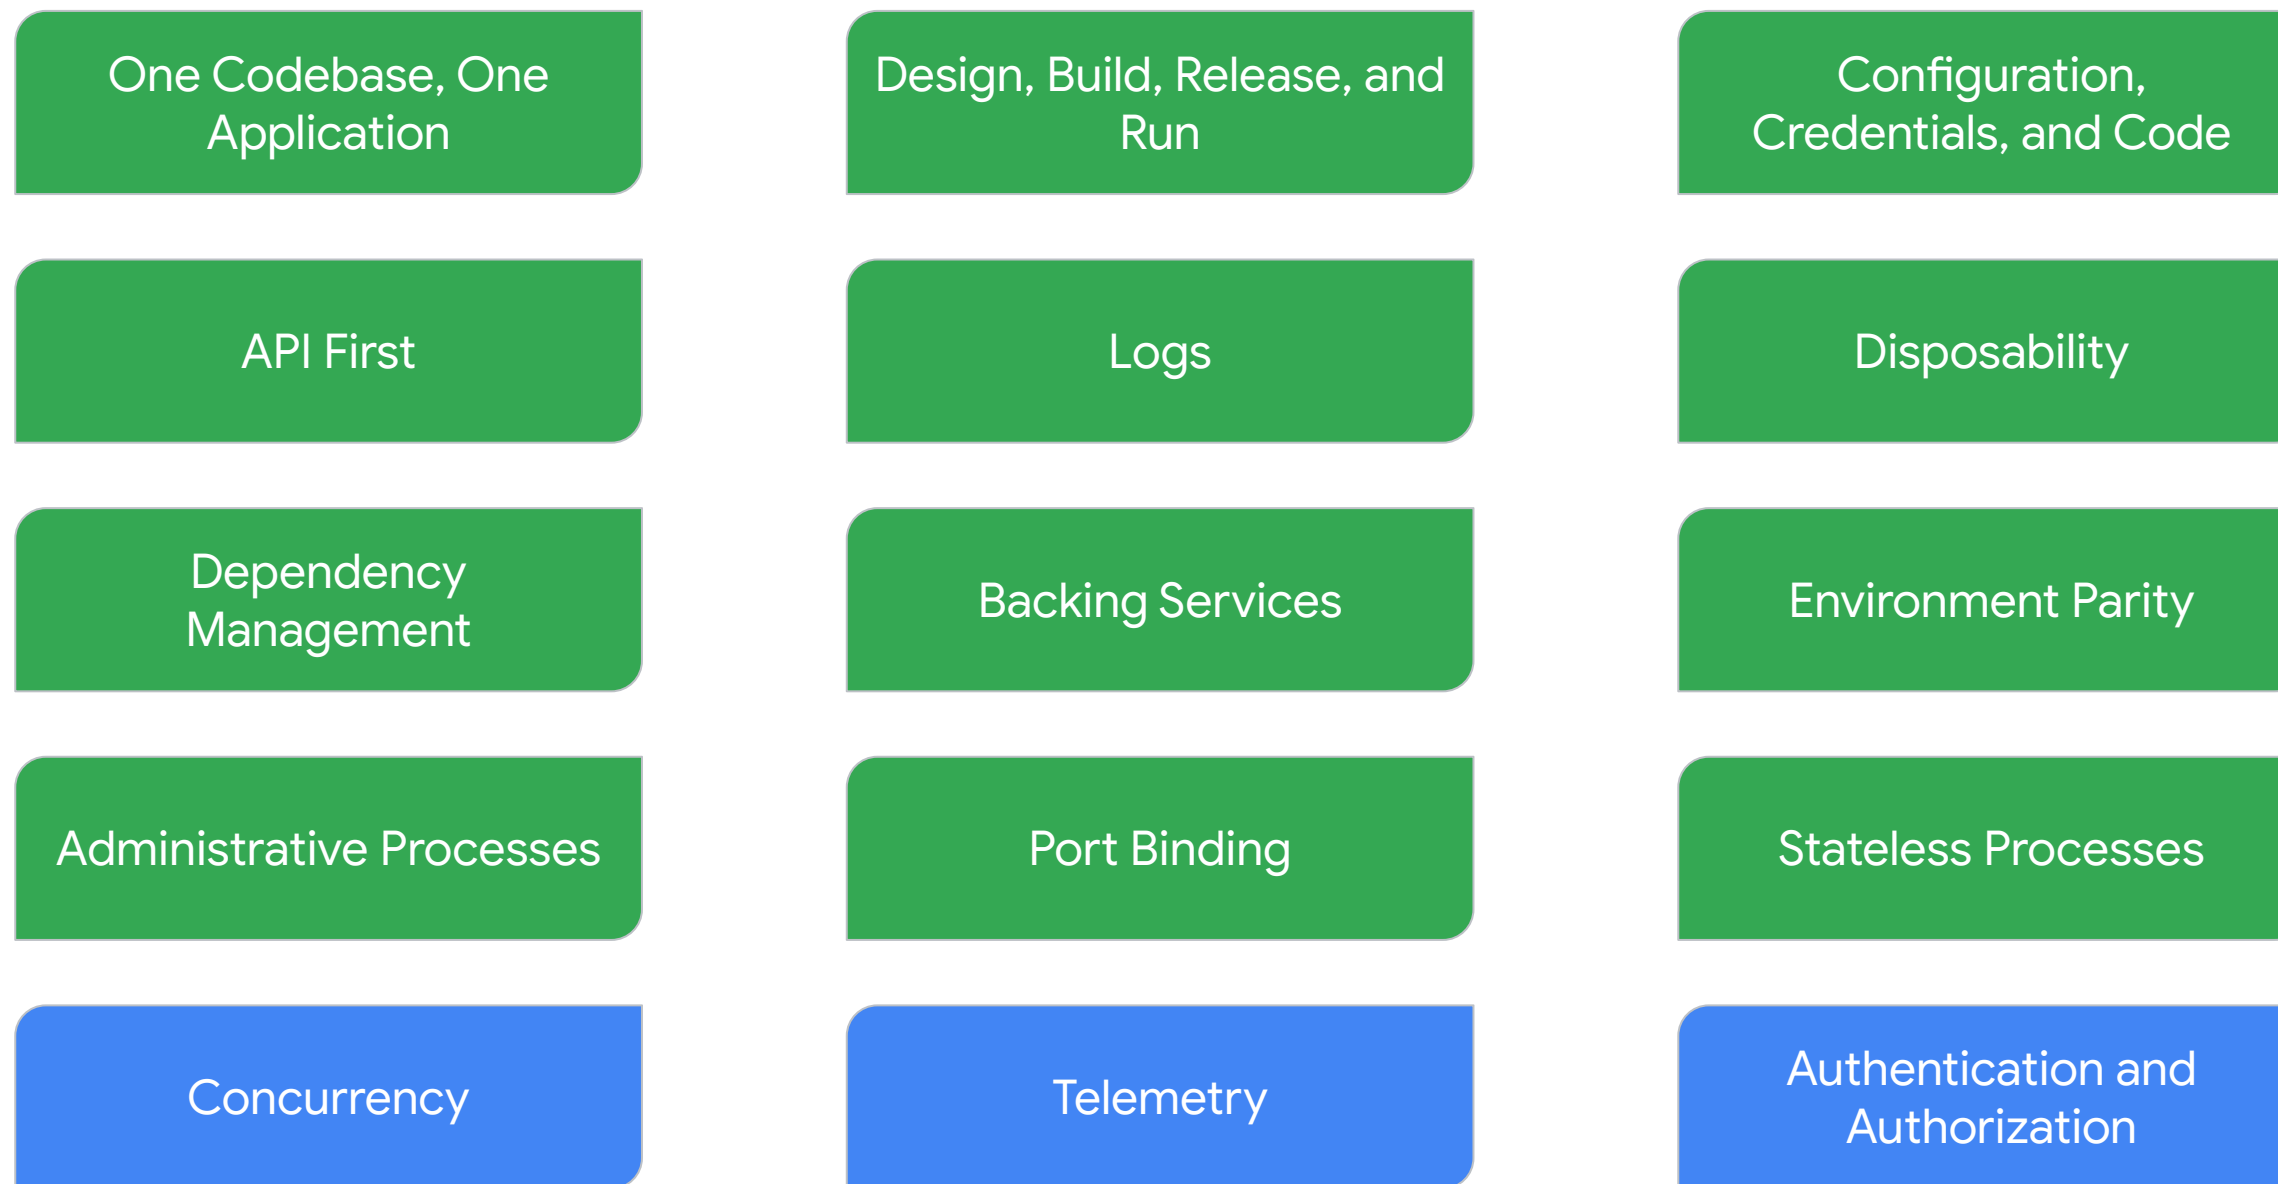 One Codebase, One
Application
Design, Build, Release, and
Run
Configuration,
Credentials, and Code
API First
Logs
Disposability
Dependency
Management
Backing Services
Environment Parity
Administrative Processes
Port Binding
Stateless Processes
Concurrency
Telemetry
Authentication and
Authorization